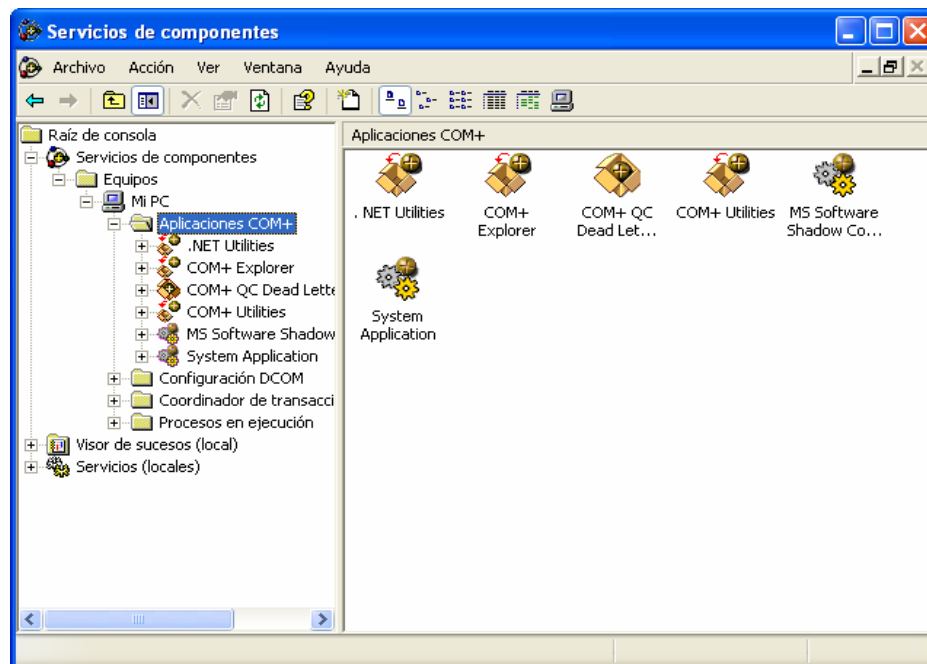 Servicios de componentes
Archivo Acción Ver Ventana Ayuda
Raíz de consola
Servicios de componentes
Equipos
Mi PC
Aplicaciones COM+
.NET Utilities
COM+ Explorer
COM+ QC Dead Lette
COM+ Utilities
MS Software Shadow
System Application
Configuración DCOM
Coordinador de transacci
Procesos en ejecución
Visor de sucesos (local)
Servicios (locales)
Aplicaciones COM+
. NET Utilities
COM+
Explorer
COM+ QC
Dead Let...
COM+ Utilities
MS Software
Shadow Co...
System
Application